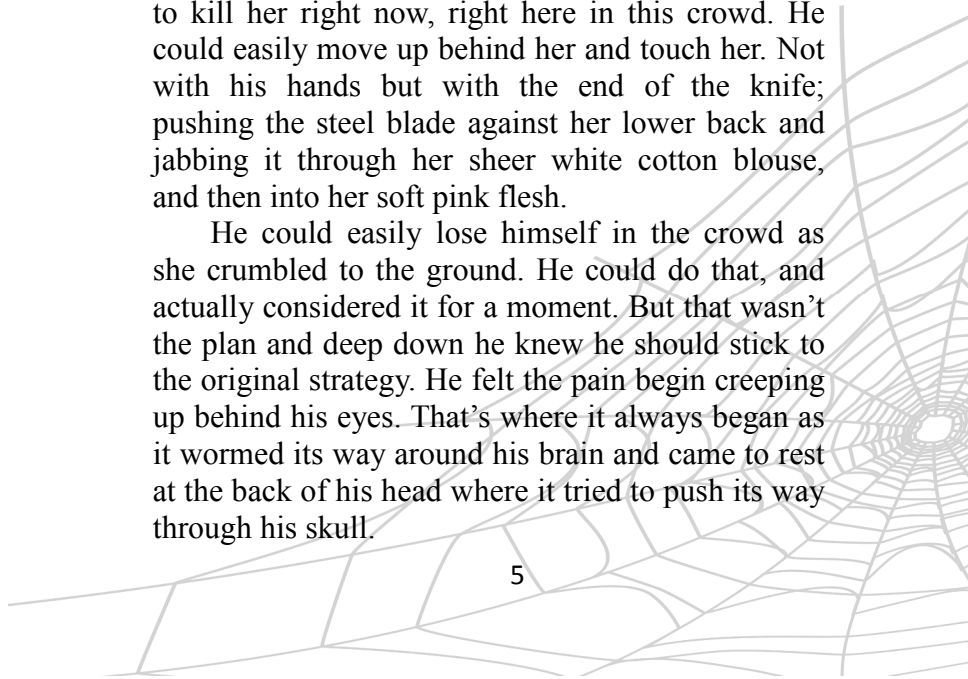 to kill her right now, right here in this crowd. He
could easily move up behind her and touch her. Not
with his hands but with the end of the knife;
pushing the steel blade against her lower back and
jabbing it through her sheer white cotton blouse,
and then into her soft pink flesh.
He could easily lose himself in the crowd as
she crumbled to the ground. He could do that, and
actually considered it for a moment. But that wasn’t
the plan and deep down he knew he should stick to
the original strategy. He felt the pain begin creeping
up behind his eyes. That’s where it always began as
it wormed its way around his brain and came to rest
at the back of his head where it tried to push its way
through his skull.
5